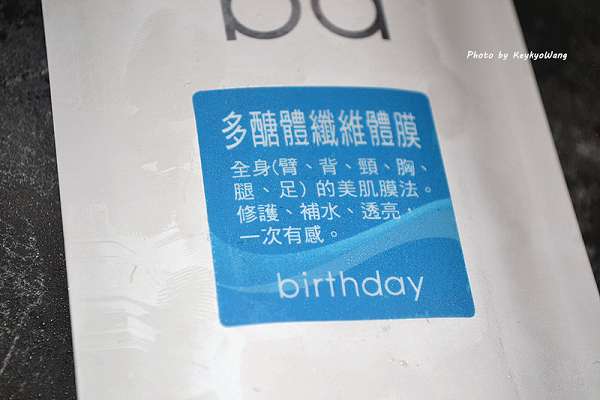 bd
Photo by KeykyoWang
多醣體纖維體膜
全身(臂、背、頸、胸、
腿、足)的美肌膜法。
修護、補水、透亮,
一次有感。
birthday